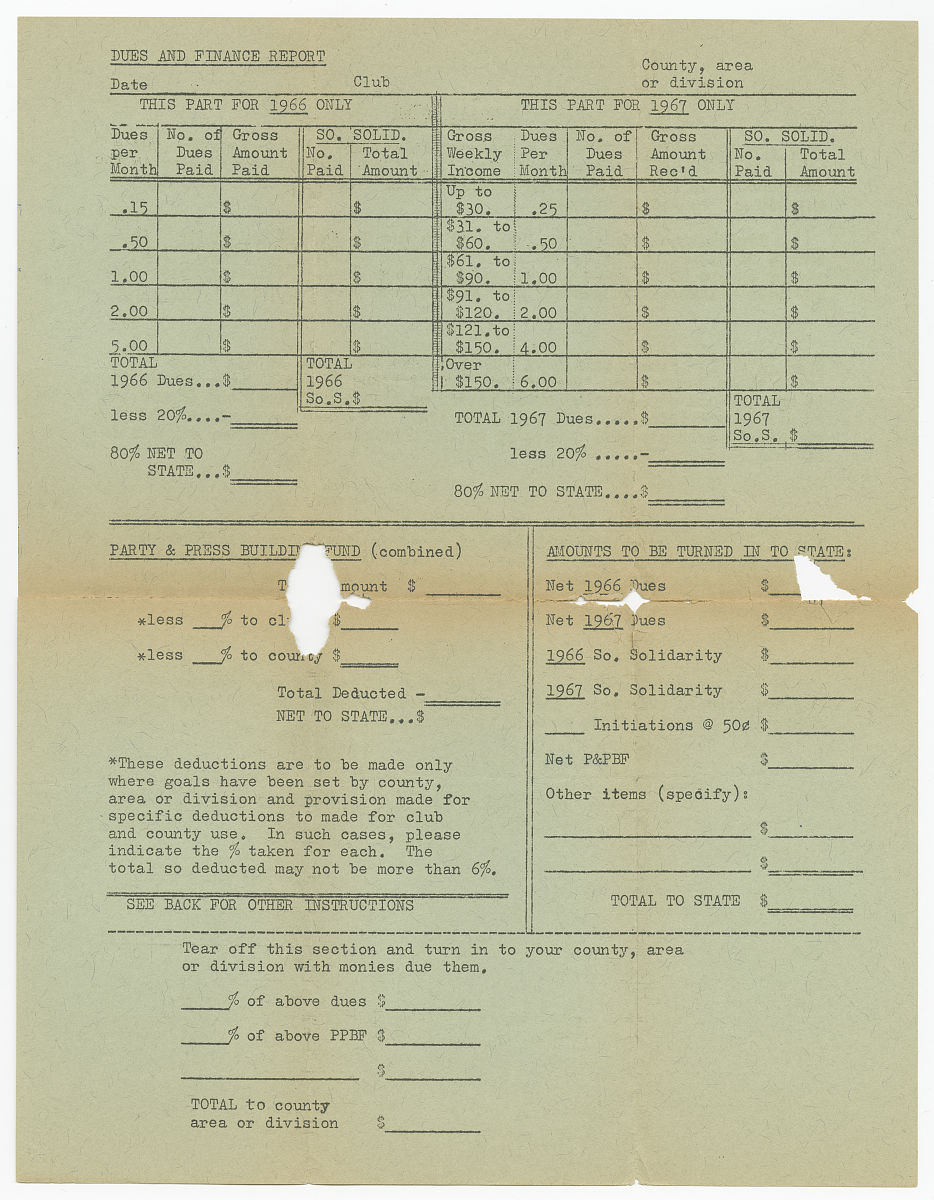 DUES AND FINANCE REPORT
County, area
Date Club or division
THIS PART FOR 1966 ONLY THIS PART FOR 1967 ONLY
Dues No. of Gross SO. SOLID. Gross Dues No. of Gross SO. SOLID.
per Dues Amount No. Total Weekly Per Dues Amount No. Total
Month Paid Paid Paid Amount Income Month Paid Rec'd Paid Amount
Up to
.15 $ $ $30. .25 $ $
$31. to
.50 $ $ $60. .50 $ $
$61. to
1.00 $ $ $90. 1.00 $ $
$91. to
2.00 $ $ $120. 2.00 $ $
$121.to
5.00 $ $ $150. 4.00 $ $
TOTAL TOTAL Over
1966 Dues...$ 1966 $150. 6.00 $ $
So.S.$ TOTAL
less 20%....- TOTAL 1967 Dues.....$ 1967
So.S. $
80% NET TO less 20% .....-
STATE...$
80% NET TO STATE....$
PARTY & PRESS BUILDIN FUND (combined)
T mount $
*less ___% to cl $
*less ___% to county $
Total Deducted -
NET TO STATE...$
*These deductions are to be made only
where goals have been set by county,
area or division and provision made for
specific deductions to made for club
and county use. In such cases, please
indicate the % taken for each. The
total so deducted may not be more than 6%.
SEE BACK FOR OTHER INSTRUCTIONS
AMOUNTS TO BE TURNED IN TO STATE:
Net 1966 Dues $
Net 1967 Dues $
1966 So. Solidarity $
1967 So. Solidarity $
____ Initiations @ 50¢ $
Net P&PBF $
Other items (specify):
$
$
TOTAL TO STATE $
Tear off this section and turn in to your county, area
or division with monies due them.
_____% of above dues $
_____% of above PPBF $
$
TOTAL to county
area or division $